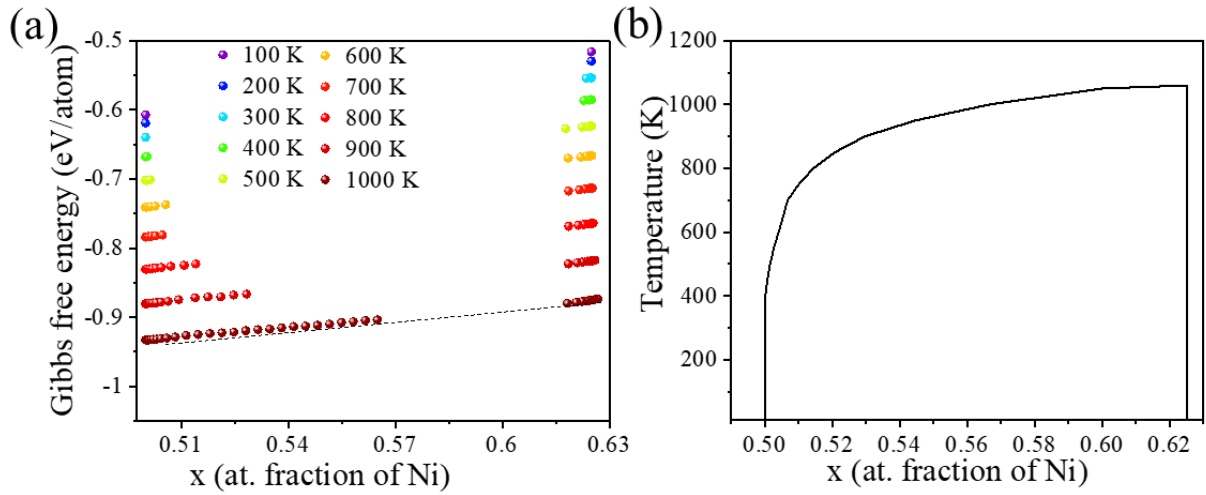 (a)
Gibbs free energy (eV/atom)
-0.5
-0.6
-0.7
-0.8
-0.9
-1
100 K
200 K
300 K
400 K
500 K
600 K
700 K
800 K
900 K
1000 K
0.51
0.54
0.57
0.6
0.63
x (at. fraction of Ni)
(b)
Temperature (K)
1200
1000
800
600
400
200
0.50
0.52
0.54
0.56
0.58
0.60
0.62
x (at. fraction of Ni)